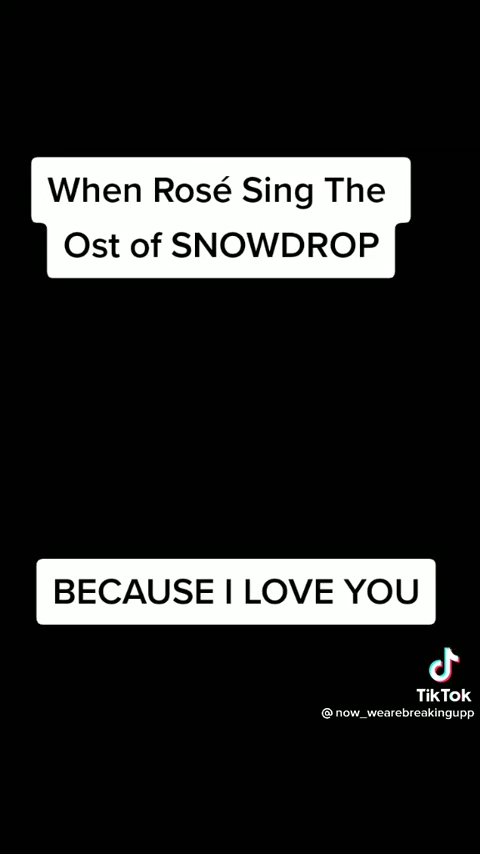 When Rosé Sing The
Ost of SNOWDROP
BECAUSE I LOVE YOU
TikTok
@ now_wearebreakingupp